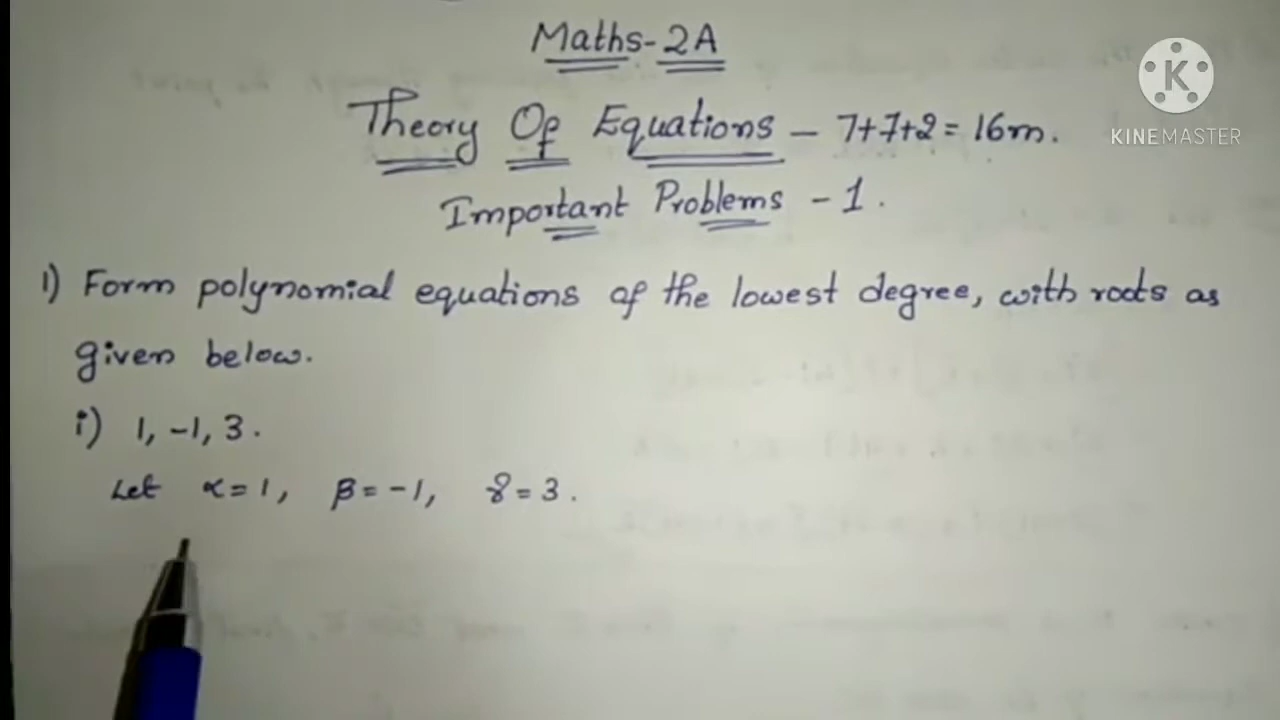 Maths-2A
Theory Of Equations - 7+7+2 = 16m.
KINEMASTER
Important Problems - 1.
1) Form polynomial equations of the lowest degree, with roots as
given below.
i) 1, -1, 3.
Let α=1, β=-1, γ=3.